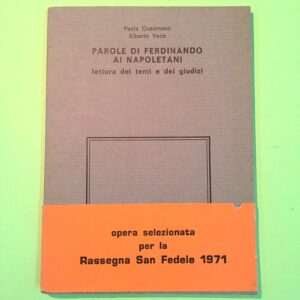 Paola Cusumano
Alberto Vaca
PAROLE DI FERDINANDO
AI NAPOLETANI
lettura dei temi e dei giudizi
opera selezionata
per la
Rassegna San Fedele 1971